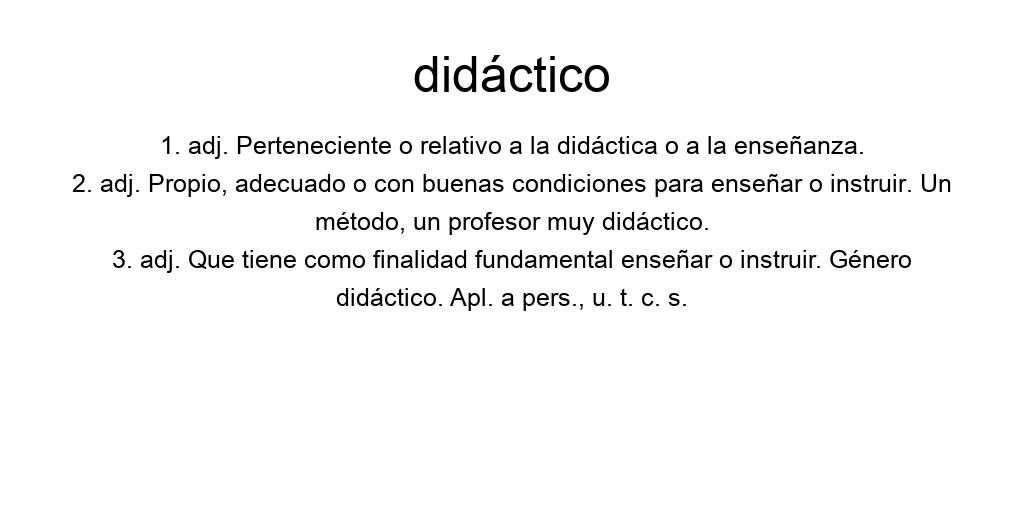 didáctico
1. adj. Perteneciente o relativo a la didáctica o a la enseñanza.
2. adj. Propio, adecuado o con buenas condiciones para enseñar o instruir. Un
método, un profesor muy didáctico.
3. adj. Que tiene como finalidad fundamental enseñar o instruir. Género
didáctico. Apl. a pers., u. t. c. s.